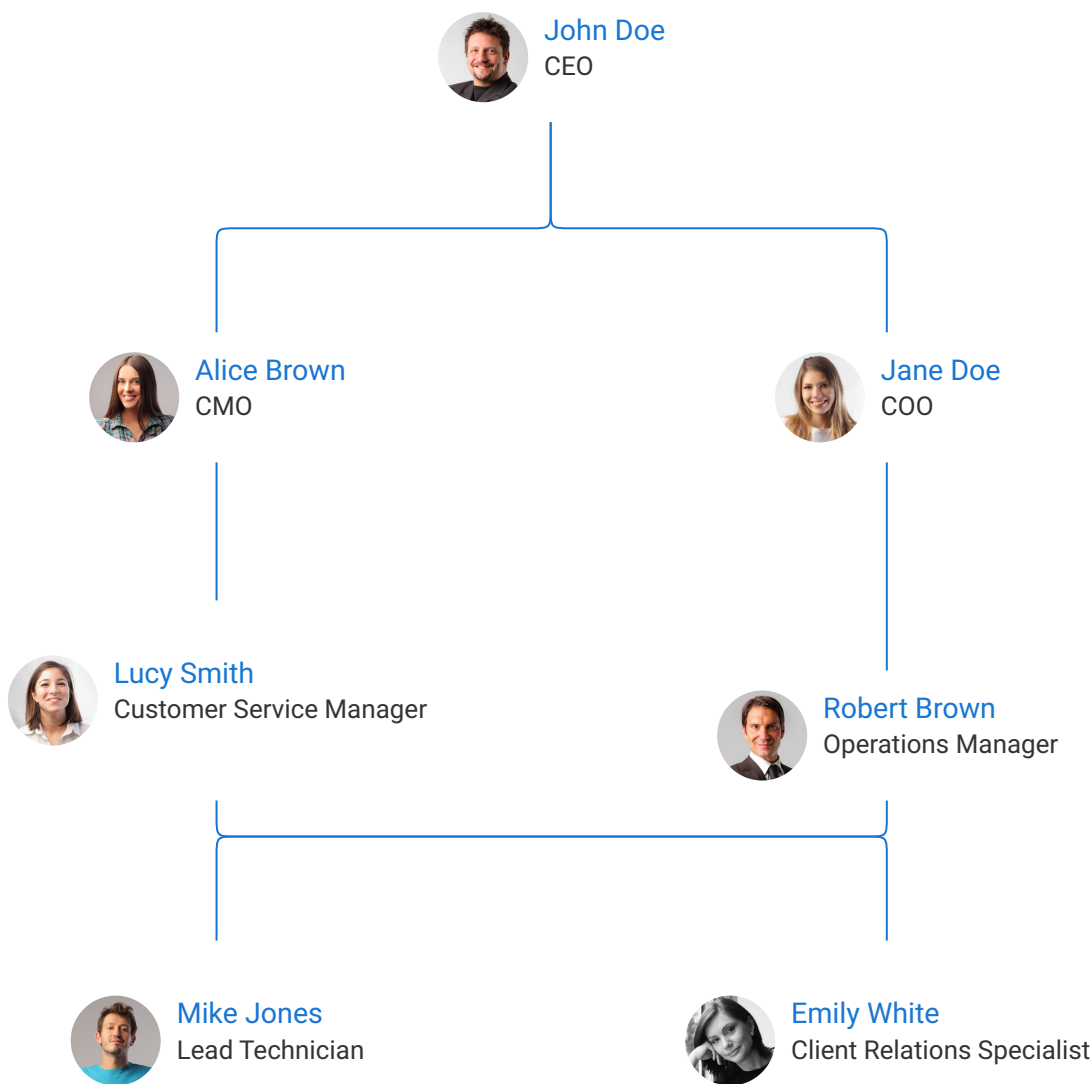 John Doe
CEO
Alice Brown
CMO
Jane Doe
COO
Lucy Smith
Customer Service Manager
Robert Brown
Operations Manager
Mike Jones
Lead Technician
Emily White
Client Relations Specialist